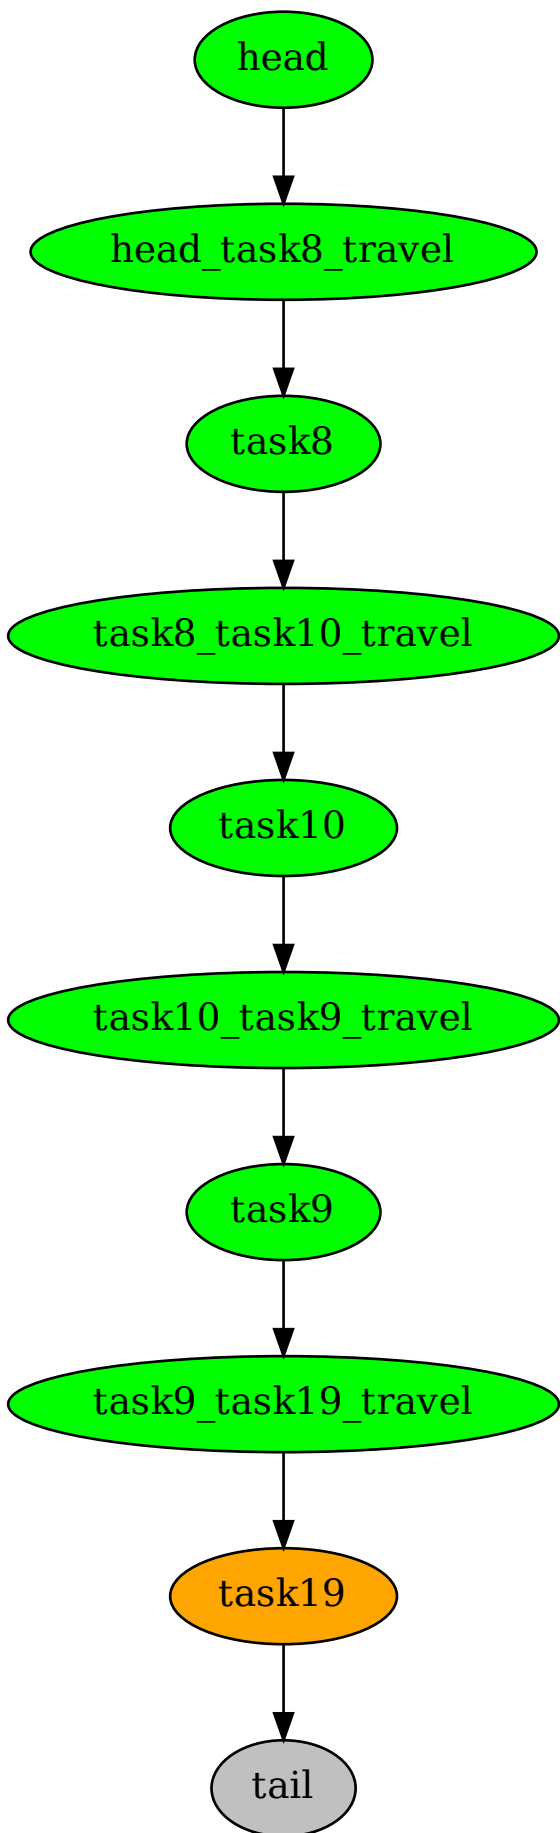 head
head_task8_travel
task8
task8_task10_travel
task10
task10_task9_travel
task9
task9_task19_travel
task19
tail